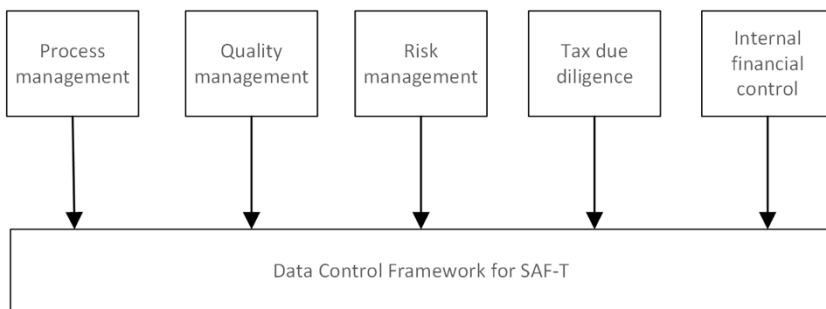 Process
management
Quality
management
Risk
management
Tax due
diligence
Internal
financial
control
Data Control Framework for SAF-T